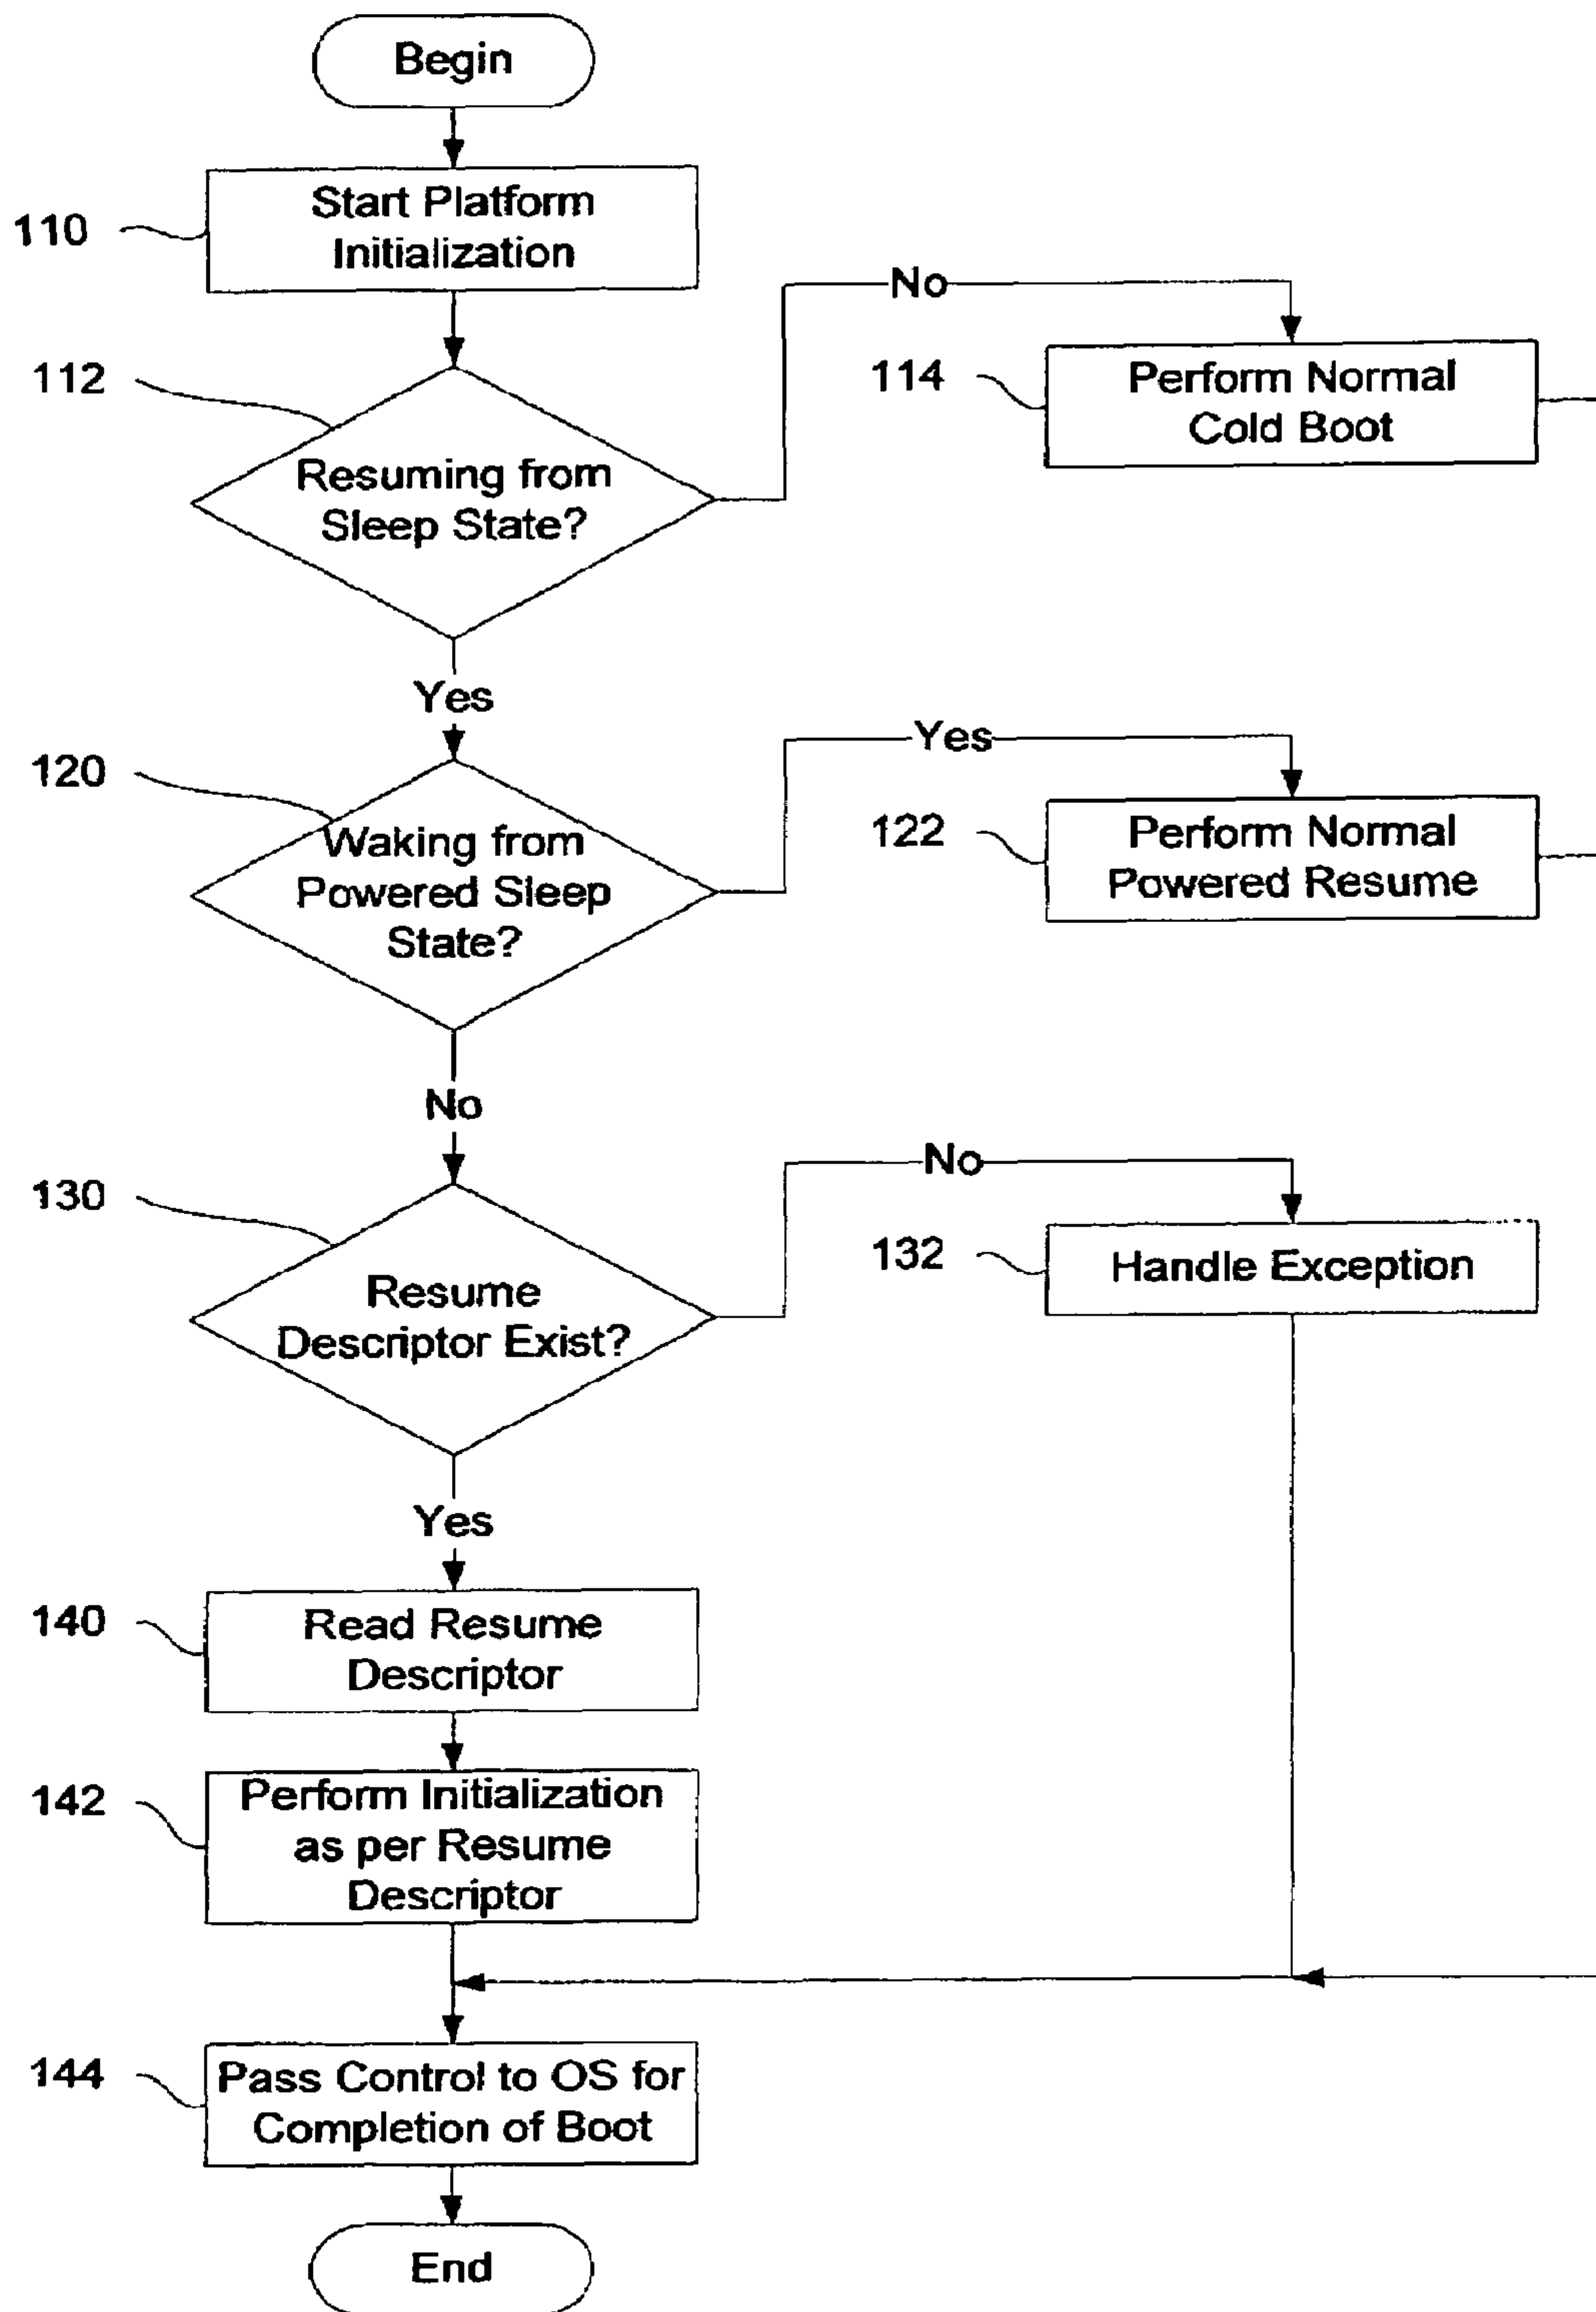 Begin
110
Start Platform
Initialization
112
Resuming from
Sleep State?
No
114
Perform Normal
Cold Boot
Yes
120
Waking from
Powered Sleep
State?
Yes
122
Perform Normal
Powered Resume
No
130
Resume
Descriptor Exist?
No
132
Handle Exception
Yes
140
Read Resume
Descriptor
142
Perform Initialization
as per Resume
Descriptor
144
Pass Control to OS for
Completion of Boot
End